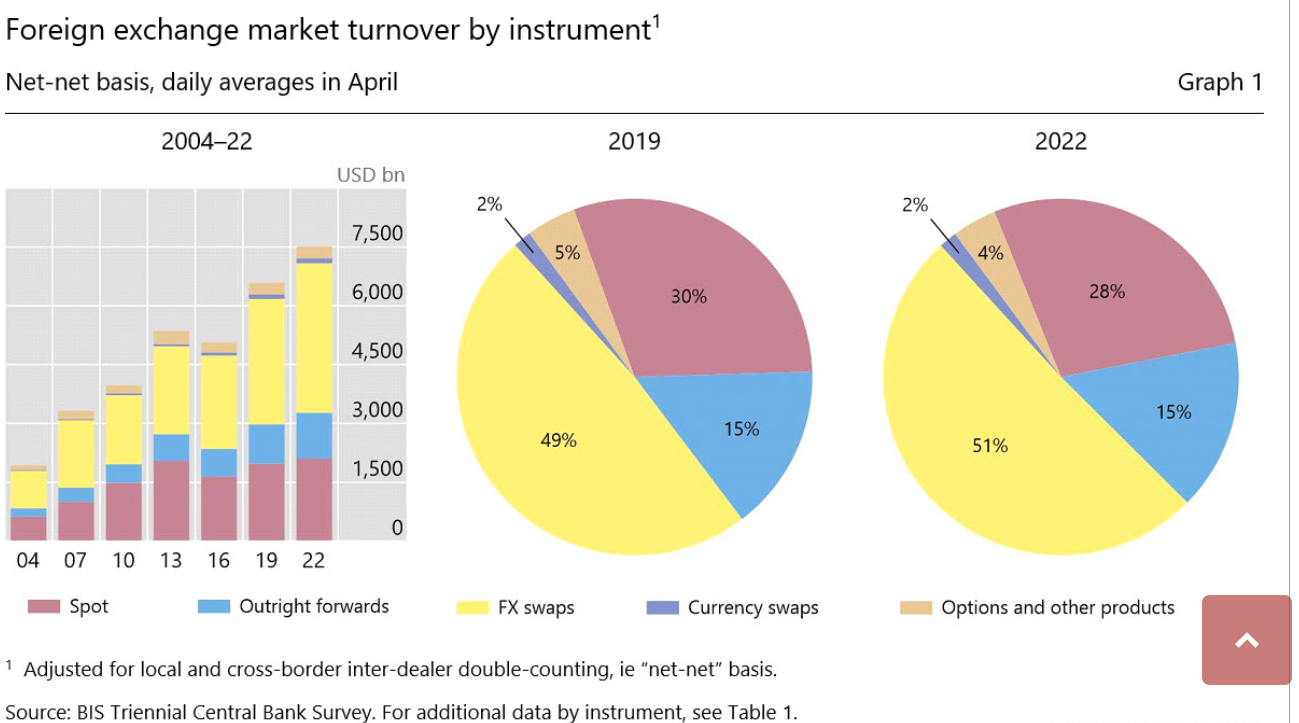 Foreign exchange market turnover by instrument¹
Net-net basis, daily averages in April
Graph 1
2004–22
USD bn
7,500
6,000
4,500
3,000
1,500
0
04 07 10 13 16 19 22
2019
2%
5%
30%
49%
15%
2022
2%
4%
28%
51%
15%
Spot
Outright forwards
FX swaps
Currency swaps
Options and other products
¹ Adjusted for local and cross-border inter-dealer double-counting, ie “net-net” basis.
Source: BIS Triennial Central Bank Survey. For additional data by instrument, see Table 1.